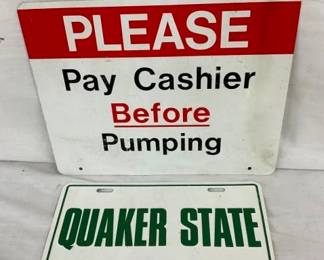 PLEASE
Pay Cashier
Before
Pumping
QUAKER STATE